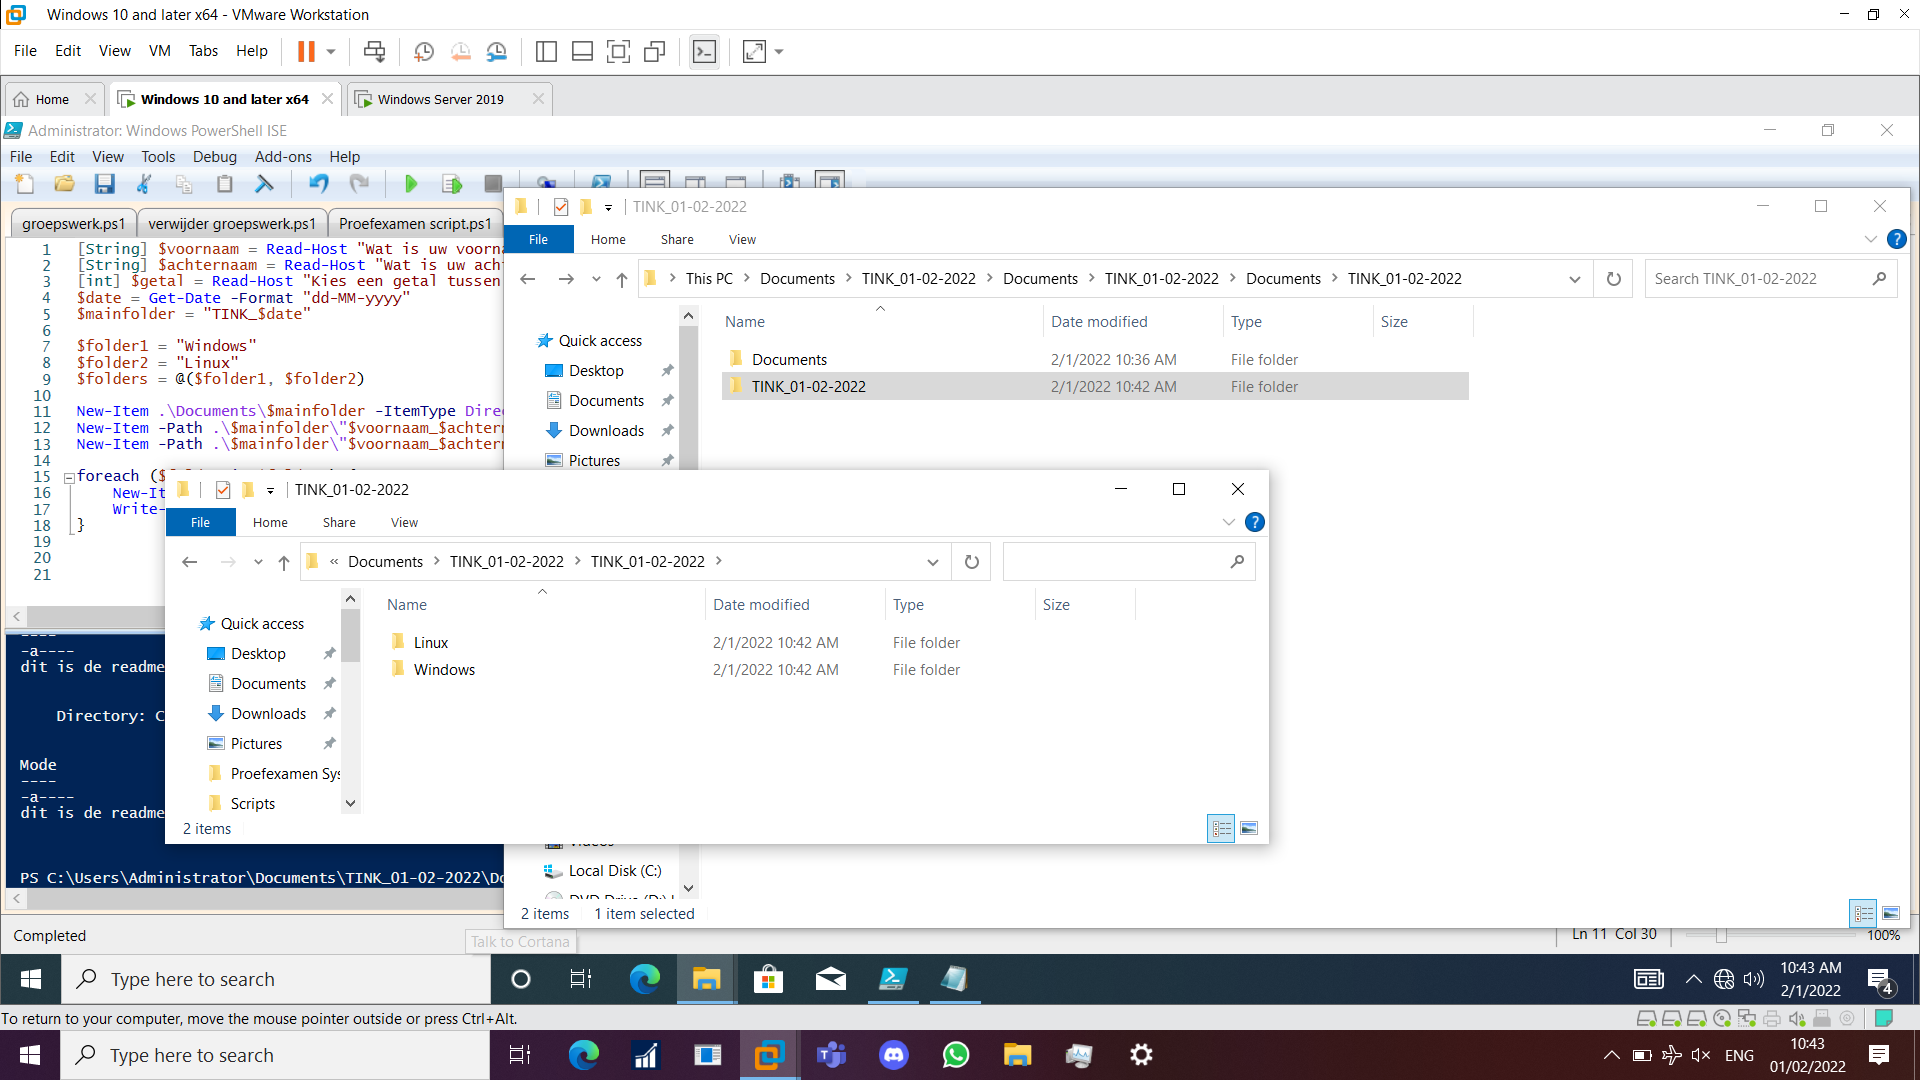 Windows 10 and later x64 - VMware Workstation
File Edit View VM Tabs Help
Home
Windows 10 and later x64
Windows Server 2019
Administrator: Windows PowerShell ISE
File Edit View Tools Debug Add-ons Help
groepswerk.ps1 verwijder groepswerk.ps1 Proefexamen script.ps1
1 [String] $voornaam = Read-Host "Wat is uw voorna
2 [String] $achternaam = Read-Host "Wat is uw acht
3 [int] $getal = Read-Host "Kies een getal tussen
4 $date = Get-Date -Format "dd-MM-yyyy"
5 $mainfolder = "TINK_$date"
6
7 $folder1 = "Windows"
8 $folder2 = "Linux"
9 $folders = @($folder1, $folder2)
10
11 New-Item .\Documents\$mainfolder -ItemType Direc
12 New-Item -Path .\$mainfolder\"$voornaam_$achtern
13 New-Item -Path .\$mainfolder\"$voornaam_$achtern
14
15 foreach ($
16 New-It
17 Write-
18 }
19
20
21
----
-a----
dit is de readme
Directory: C
Mode
----
-a----
dit is de readme
PS C:\Users\Administrator\Documents\TINK_01-02-2022\Do
Completed
Talk to Cortana
Ln 11 Col 30
100%
TINK_01-02-2022
File Home Share View
This PC > Documents > TINK_01-02-2022 > Documents > TINK_01-02-2022 > Documents > TINK_01-02-2022
Search TINK_01-02-2022
Name Date modified Type Size
Documents 2/1/2022 10:36 AM File folder
TINK_01-02-2022 2/1/2022 10:42 AM File folder
Quick access
Desktop
Documents
Downloads
Pictures
Local Disk (C:)
2 items 1 item selected
TINK_01-02-2022
File Home Share View
« Documents > TINK_01-02-2022 > TINK_01-02-2022 >
Name Date modified Type Size
Linux 2/1/2022 10:42 AM File folder
Windows 2/1/2022 10:42 AM File folder
Quick access
Desktop
Documents
Downloads
Pictures
Proefexamen Sys
Scripts
2 items
Type here to search
10:43 AM
2/1/2022
4
To return to your computer, move the mouse pointer outside or press Ctrl+Alt.
Type here to search
ENG
10:43
01/02/2022